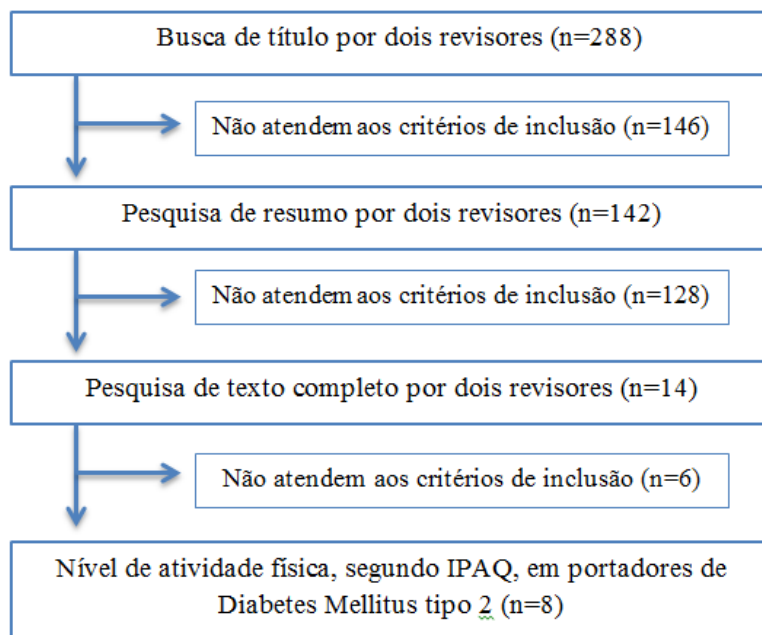 Busca de título por dois revisores (n=288)
Não atendem aos critérios de inclusão (n=146)
Pesquisa de resumo por dois revisores (n=142)
Não atendem aos critérios de inclusão (n=128)
Pesquisa de texto completo por dois revisores (n=14)
Não atendem aos critérios de inclusão (n=6)
Nível de atividade física, segundo IPAQ, em portadores de
Diabetes Mellitus tipo 2 (n=8)